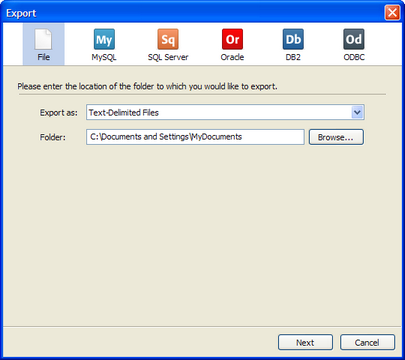 Export
My Sq Or Db Od
File MySQL SQL Server Oracle DB2 ODBC
Please enter the location of the folder to which you would like to export.
Export as: Text-Delimited Files
Folder: C:\Documents and Settings\MyDocuments Browse...
Next Cancel